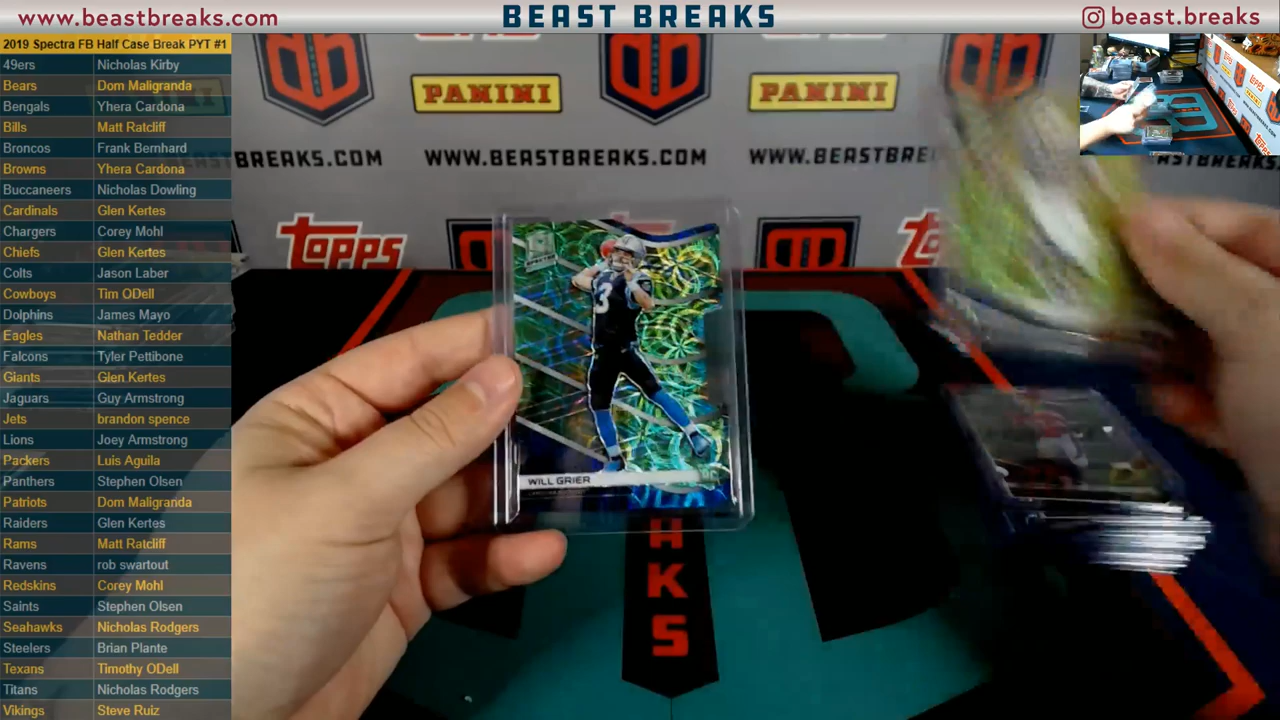 www.beastbreaks.com
BEAST BREAKS
beast.breaks
2019 Spectra FB Half Case Break PYT #1
49ers Nicholas Kirby
Bears Dom Maligranda
Bengals Yhera Cardona
Bills Matt Ratcliff
Broncos Frank Bernhard
Browns Yhera Cardona
Buccaneers Nicholas Dowling
Cardinals Glen Kertes
Chargers Corey Mohl
Chiefs Glen Kertes
Colts Jason Laber
Cowboys Tim ODell
Dolphins James Mayo
Eagles Nathan Tedder
Falcons Tyler Pettibone
Giants Glen Kertes
Jaguars Guy Armstrong
Jets brandon spence
Lions Joey Armstrong
Packers Luis Aguila
Panthers Stephen Olsen
Patriots Dom Maligranda
Raiders Glen Kertes
Rams Matt Ratcliff
Ravens rob swartout
Redskins Corey Mohl
Saints Stephen Olsen
Seahawks Nicholas Rodgers
Steelers Brian Plante
Texans Timothy ODell
Titans Nicholas Rodgers
Vikings Steve Ruiz
PANINI PANINI
BREAKS.COM WWW.BEASTBREAKS.COM WWW.BEASTBRE
topps
3
WILL GRIER
AKS